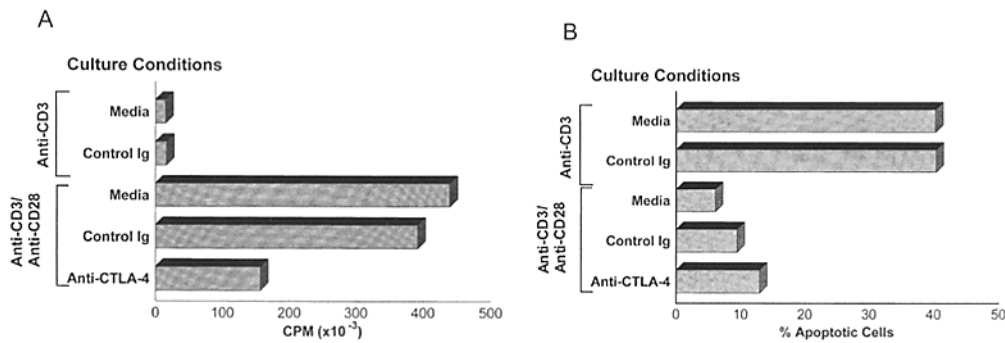 A
Culture Conditions
Anti-CD3
Media
Control Ig
Anti-CD3/
Anti-CD28
Media
Control Ig
Anti-CTLA-4
0 100 200 300 400 500
CPM (x10⁻³)
B
Culture Conditions
Anti-CD3
Media
Control Ig
Anti-CD3/
Anti-CD28
Media
Control Ig
Anti-CTLA-4
0 10 20 30 40 50
% Apoptotic Cells